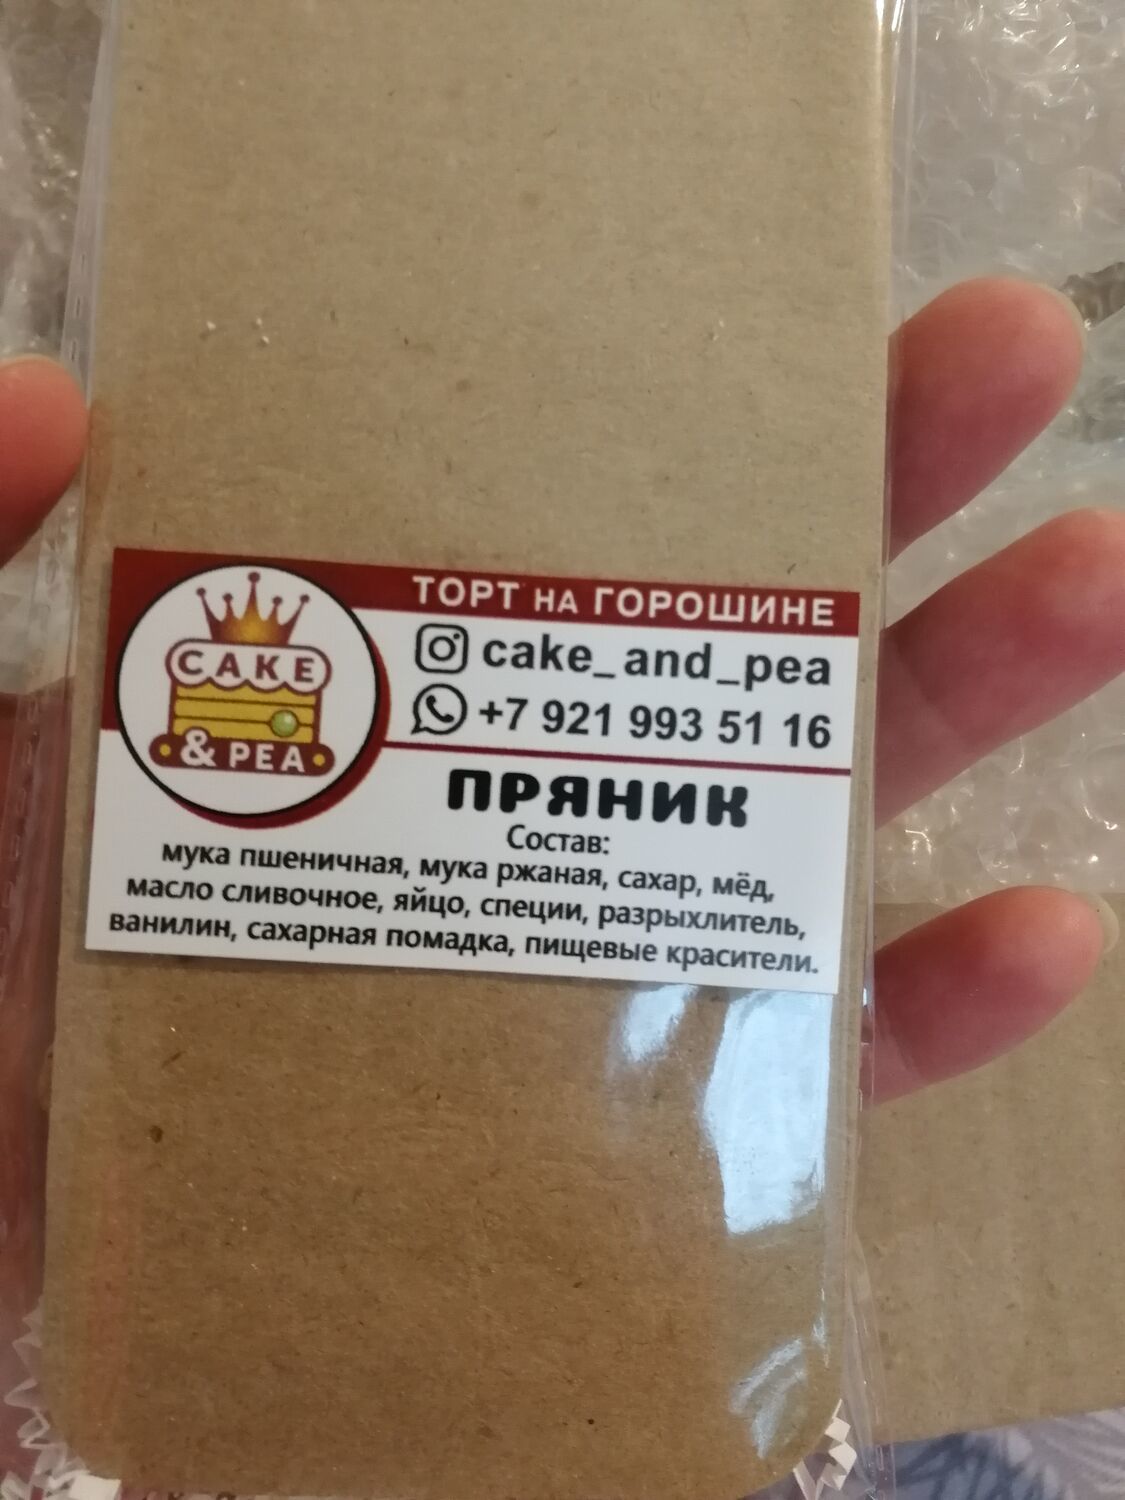 CAKE
& PEA
ТОРТ НА ГОРОШИНЕ
cake_and_pea
+7 921 993 51 16
ПРЯНИК
Состав:
мука пшеничная, мука ржаная, сахар, мёд,
масло сливочное, яйцо, специи, разрыхлитель,
ванилин, сахарная помадка, пищевые красители.